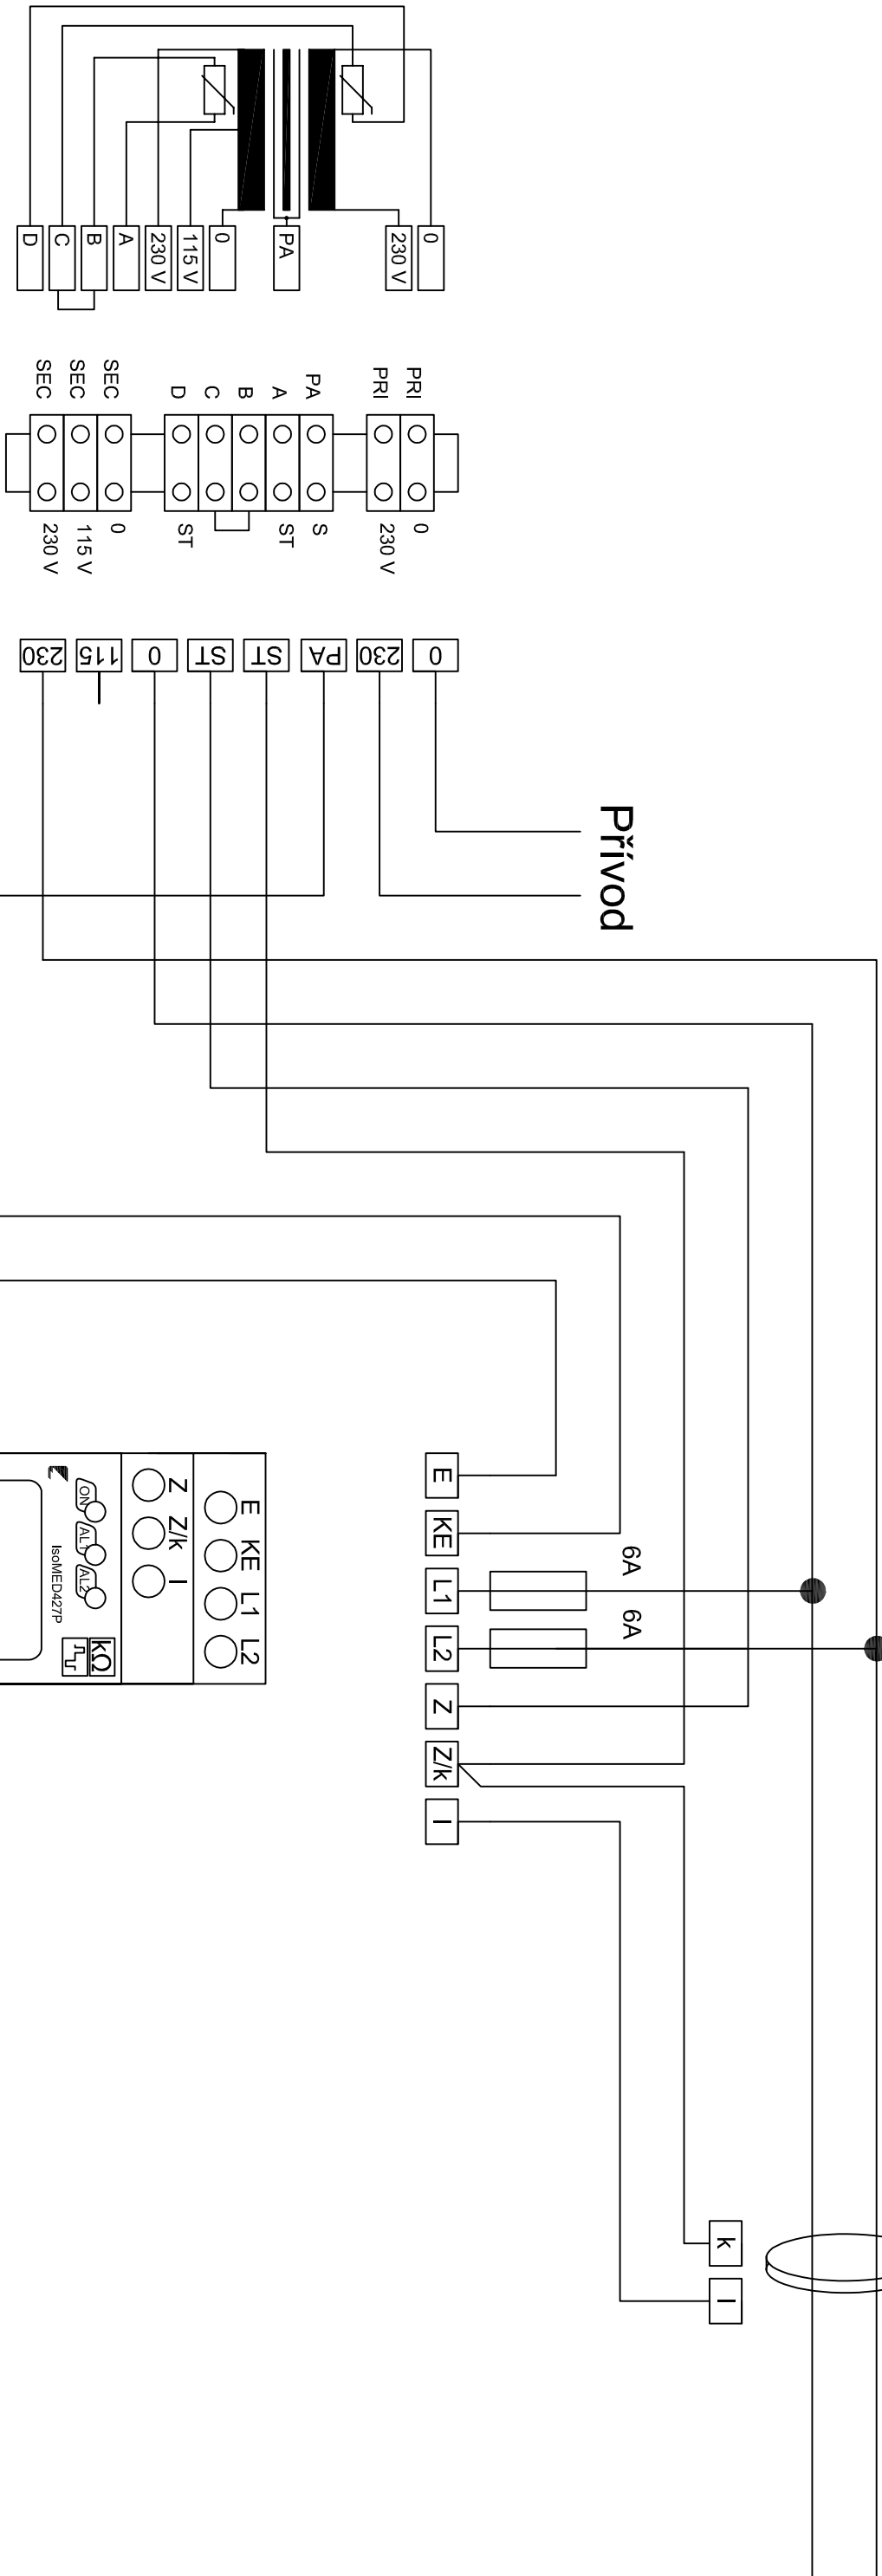 D
C
B
A
230 V
115 V
0
PA
230 V
0
SEC
SEC
SEC
D
C
B
A
PA
PRI
PRI
230 V
115 V
0
ST
ST
S
230 V
0
230
115
0
ST
ST
PA
230
0
Přívod
E
KE
L1
L2
Z
Z/k
l
6A
6A
E KE L1 L2
Z Z/k l
ON AL1 AL2
IsoMED427P
kΩ
k
l